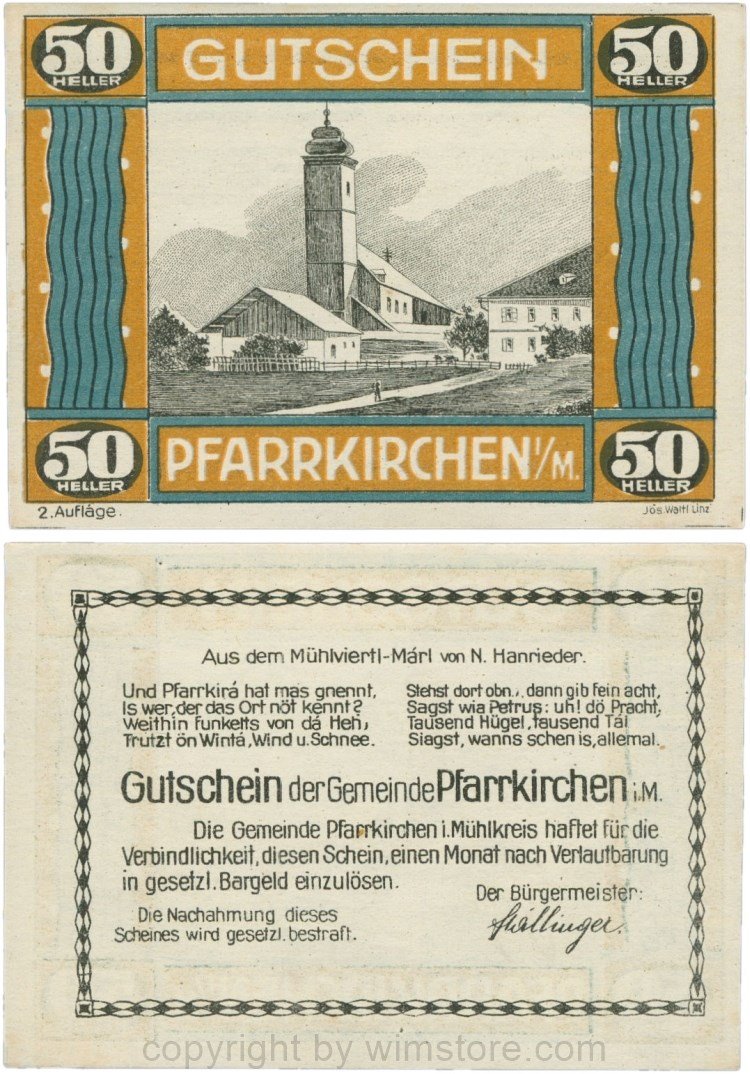 50 HELLER
GUTSCHEIN
50 HELLER
50 HELLER
PFARRKIRCHEN i/M.
50 HELLER
2. Auflage.
Jos. Waltl Linz
Aus dem Mühlviertl-Márl von N. Hanrieder.
Und Pfarrkirá hat mas gnennt,
Is wer, der das Ort nöt kennt?
Weithin funkelts von dá Heh,
Trutzt ön Wintá, Wind u. Schnee.
Stehst dort obn, dann gib fein acht,
Sagst wia Petrus: uh! dö Pracht,
Tausend Hügel, tausend Tál
Siagst, wanns schen is, allemal.
Gutschein der Gemeinde Pfarrkirchen i. M.
Die Gemeinde Pfarrkirchen i. Mühlkreis haftet für die
Verbindlichkeit, diesen Schein, einen Monat nach Verlautbarung
in gesetzl. Bargeld einzulösen.
Der Bürgermeister:
Die Nachahmung dieses
Scheines wird gesetzl. bestraft.
copyright by wimstore.com